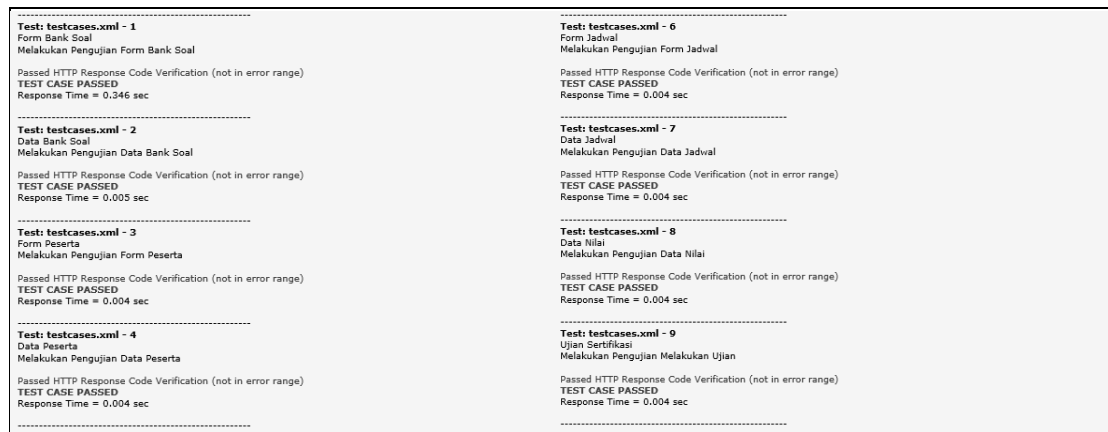 ------------------------------------------------------
Test: testcases.xml - 1
Form Bank Soal
Melakukan Pengujian Form Bank Soal
Passed HTTP Response Code Verification (not in error range)
TEST CASE PASSED
Response Time = 0.346 sec
------------------------------------------------------
Test: testcases.xml - 2
Data Bank Soal
Melakukan Pengujian Data Bank Soal
Passed HTTP Response Code Verification (not in error range)
TEST CASE PASSED
Response Time = 0.005 sec
------------------------------------------------------
Test: testcases.xml - 3
Form Peserta
Melakukan Pengujian Form Peserta
Passed HTTP Response Code Verification (not in error range)
TEST CASE PASSED
Response Time = 0.004 sec
------------------------------------------------------
Test: testcases.xml - 4
Data Peserta
Melakukan Pengujian Data Peserta
Passed HTTP Response Code Verification (not in error range)
TEST CASE PASSED
Response Time = 0.004 sec
------------------------------------------------------
------------------------------------------------------
Test: testcases.xml - 6
Form Jadwal
Melakukan Pengujian Form Jadwal
Passed HTTP Response Code Verification (not in error range)
TEST CASE PASSED
Response Time = 0.004 sec
------------------------------------------------------
Test: testcases.xml - 7
Data Jadwal
Melakukan Pengujian Data Jadwal
Passed HTTP Response Code Verification (not in error range)
TEST CASE PASSED
Response Time = 0.004 sec
------------------------------------------------------
Test: testcases.xml - 8
Data Nilai
Melakukan Pengujian Data Nilai
Passed HTTP Response Code Verification (not in error range)
TEST CASE PASSED
Response Time = 0.004 sec
------------------------------------------------------
Test: testcases.xml - 9
Ujian Sertifikasi
Melakukan Pengujian Melakukan Ujian
Passed HTTP Response Code Verification (not in error range)
TEST CASE PASSED
Response Time = 0.004 sec
------------------------------------------------------